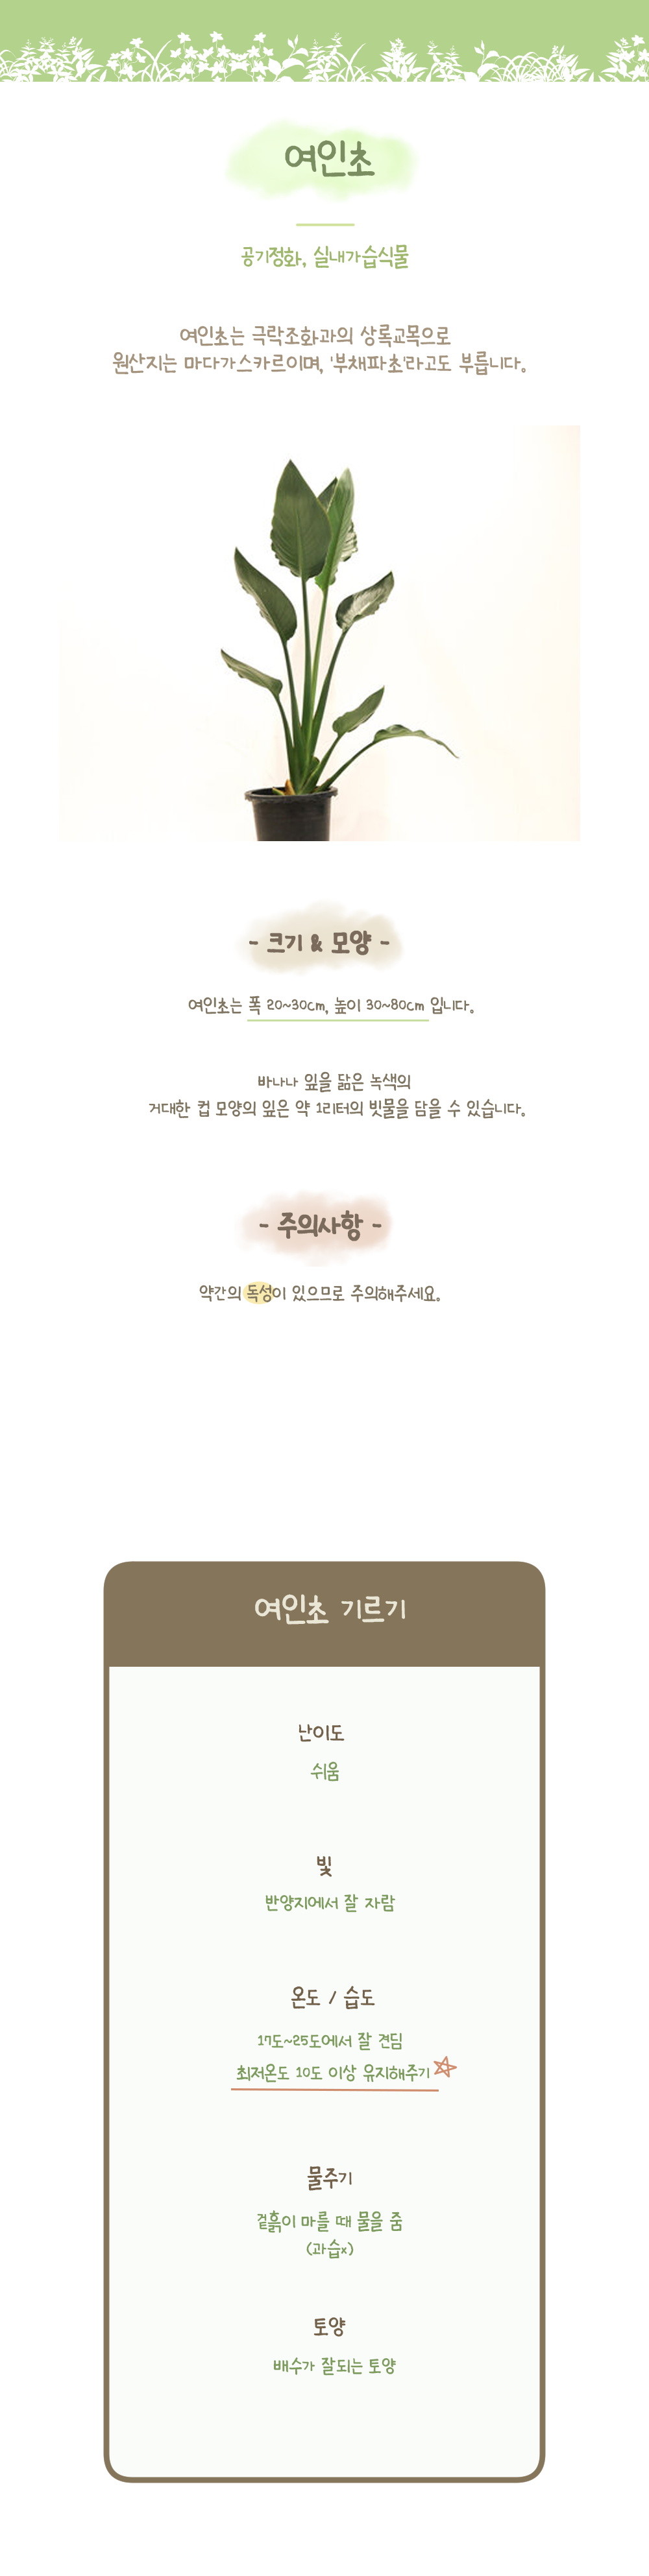 여인초
공기정화, 실내가습식물
여인초는 극락조화과의 상록교목으로
원산지는 마다가스카르이며, '부채파초'라고도 부릅니다.
- 크기 & 모양 -
여인초는 폭 20~30cm, 높이 30~80cm 입니다.
바나나 잎을 닮은 녹색의
거대한 컵 모양의 잎은 약 1리터의 빗물을 담을 수 있습니다.
- 주의사항 -
약간의 독성이 있으므로 주의해주세요.
여인초 기르기
난이도
쉬움
빛
반양지에서 잘 자람
온도 / 습도
17도~25도에서 잘 견딤
최저온도 10도 이상 유지해주기
물주기
겉흙이 마를 때 물을 줌
(과습x)
토양
배수가 잘되는 토양